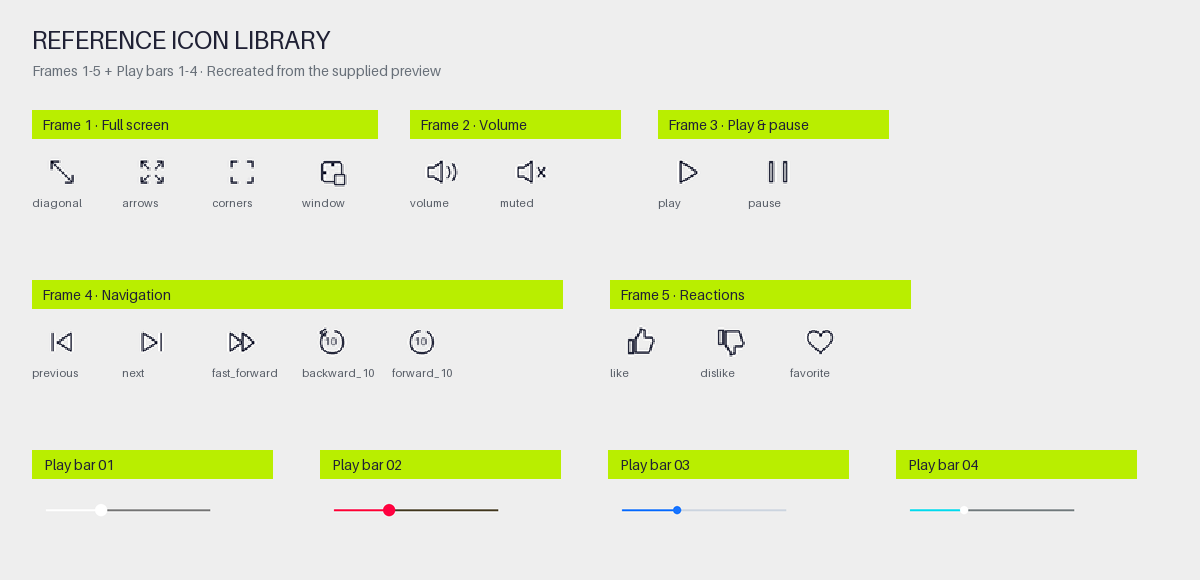 REFERENCE ICON LIBRARY
Frames 1-5 + Play bars 1-4 · Recreated from the supplied preview
Frame 1 · Full screen
Frame 2 · Volume
Frame 3 · Play & pause
diagonal
arrows
corners
window
volume
muted
play
pause
Frame 4 · Navigation
Frame 5 · Reactions
10
10
previous
next
fast_forward
backward_10
forward_10
like
dislike
favorite
Play bar 01
Play bar 02
Play bar 03
Play bar 04